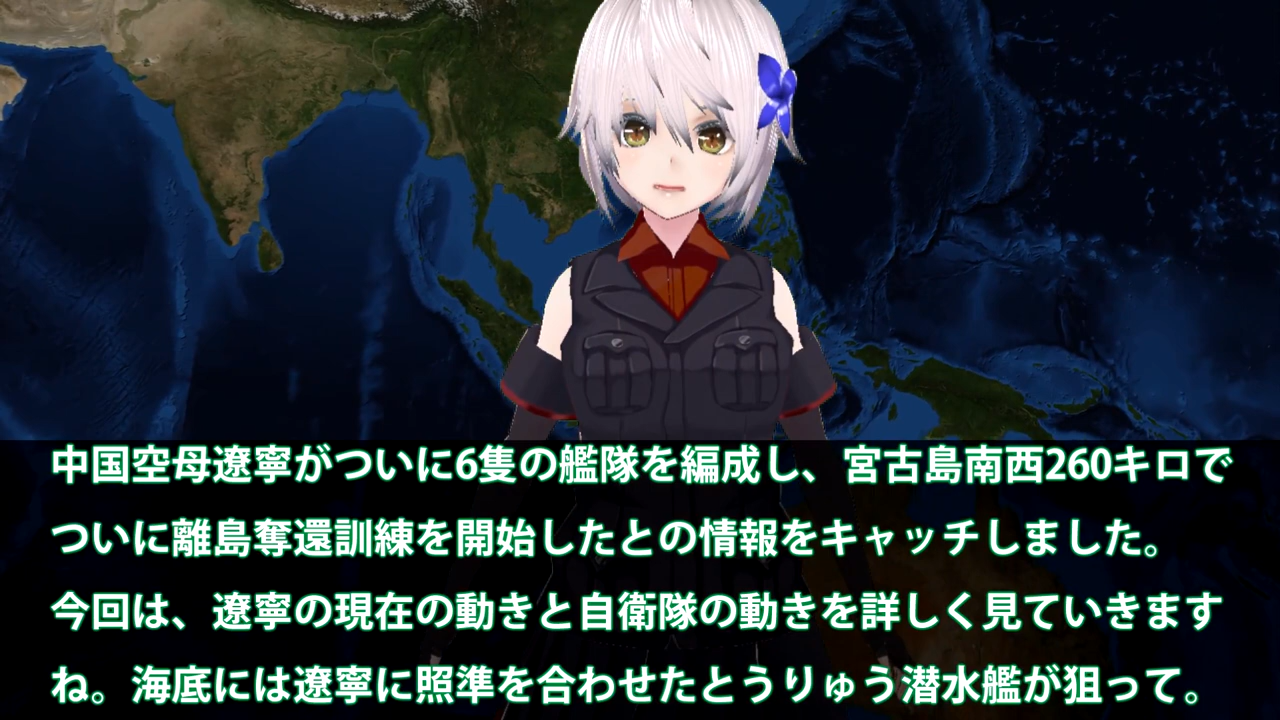 中国空母遼寧がついに6隻の艦隊を編成し、宮古島南西260キロで
ついに離島奪還訓練を開始したとの情報をキャッチしました。
今回は、遼寧の現在の動きと自衛隊の動きを詳しく見ていきます
ね。海底には遼寧に照準を合わせたとうりゅう潜水艦が狙って。